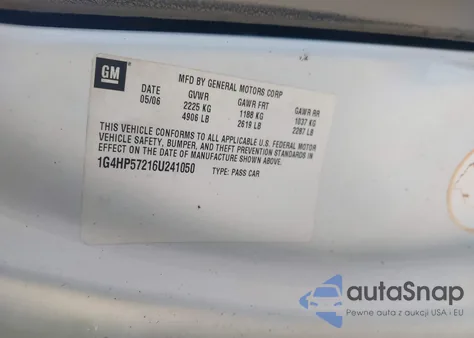 GM
MFD BY GENERAL MOTORS CORP
DATE GVWR GAWR FRT GAWR RR
05/06 2225 KG 1188 KG 1037 KG
4906 LB 2619 LB 2287 LB
THIS VEHICLE CONFORMS TO ALL APPLICABLE U.S. FEDERAL MOTOR
VEHICLE SAFETY, BUMPER, AND THEFT PREVENTION STANDARDS IN
EFFECT ON THE DATE OF MANUFACTURE SHOWN ABOVE.
1G4HP57216U241050 TYPE: PASS CAR
autaSnap
Pewne auta z aukcji USA - EU